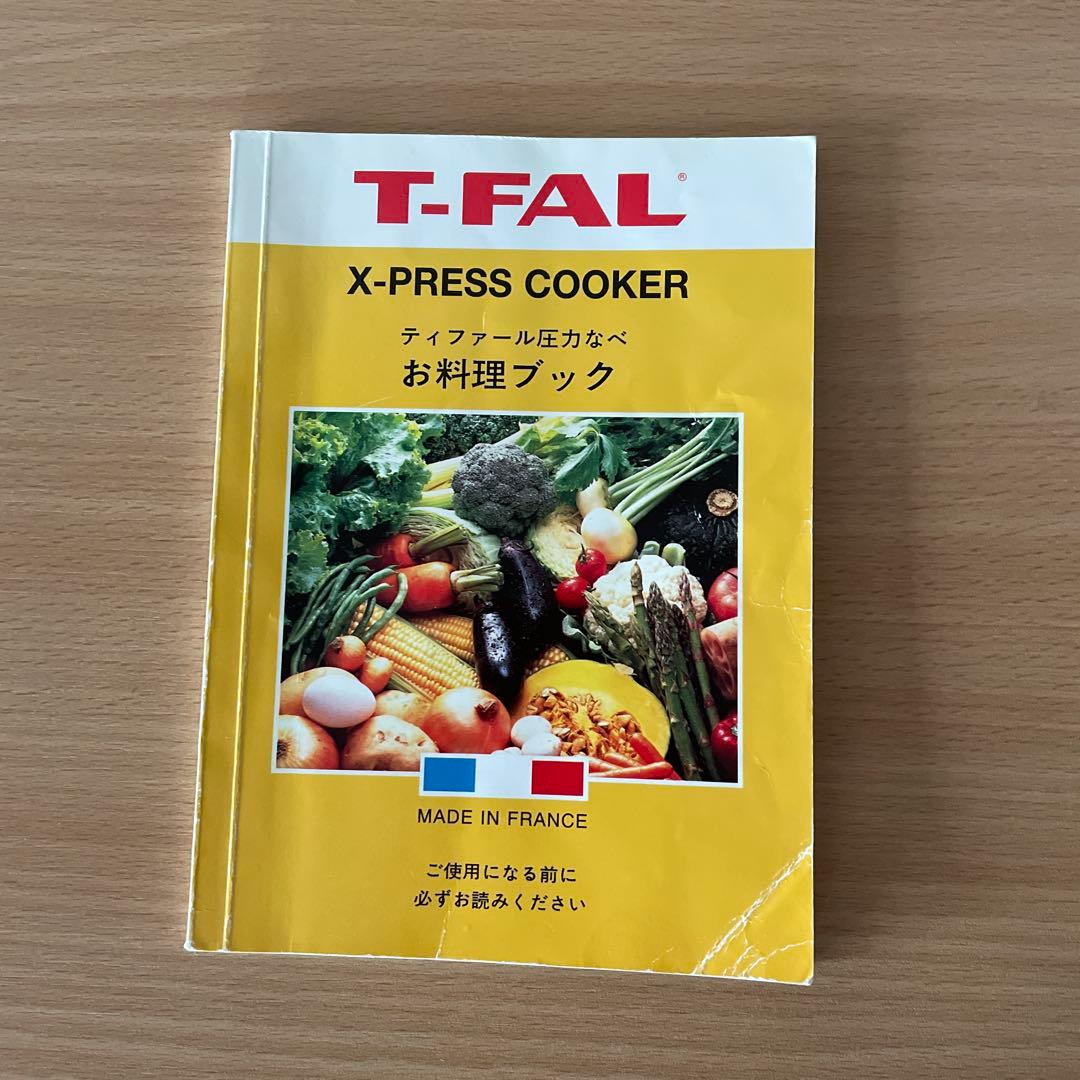 T-FAL®
X-PRESS COOKER
ティファール圧力なべ
お料理ブック
MADE IN FRANCE
ご使用になる前に
必ずお読みください